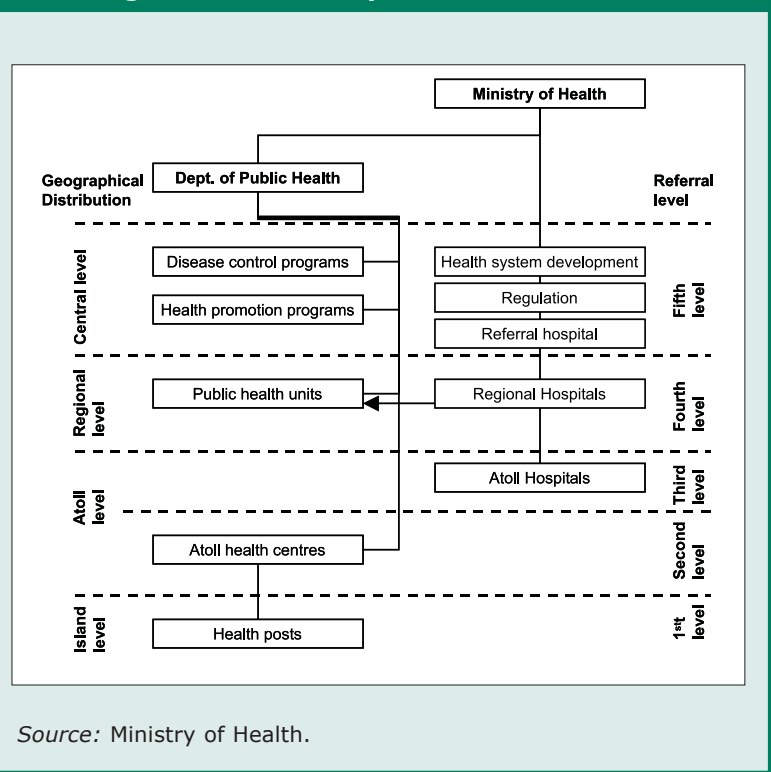 Ministry of Health
Dept. of Public Health
Geographical
Distribution
Referral
level
Central level
Disease control programs
Health promotion programs
Health system development
Regulation
Referral hospital
Fifth
level
Regional
level
Public health units
Regional Hospitals
Fourth
level
Atoll
level
Atoll Hospitals
Third
level
Atoll health centres
Second
level
Island
level
Health posts
1stt
level
Source: Ministry of Health.